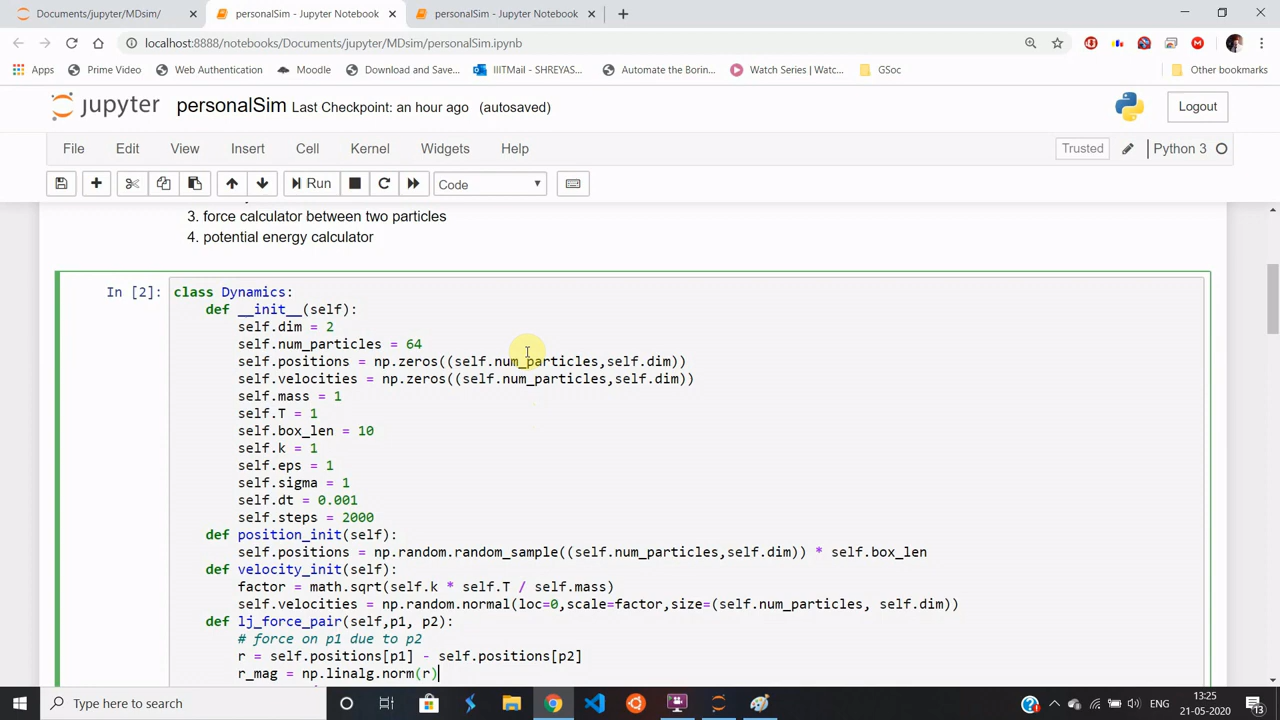 Documents/jupyter/MDsim/
personalSim - Jupyter Notebook
personalSim - Jupyter Notebook
localhost:8888/notebooks/Documents/jupyter/MDsim/personalSim.ipynb
Apps
Prime Video
Web Authentication
Moodle
Download and Save...
IIITMail - SHREYAS...
Automate the Borin...
Watch Series | Watc...
GSoc
Other bookmarks
jupyter
personalSim Last Checkpoint: an hour ago (autosaved)
Logout
File
Edit
View
Insert
Cell
Kernel
Widgets
Help
Trusted
Python 3
Run
Code
3. force calculator between two particles
4. potential energy calculator
In [2]:
class Dynamics:
def __init__(self):
self.dim = 2
self.num_particles = 64
self.positions = np.zeros((self.num_particles,self.dim))
self.velocities = np.zeros((self.num_particles,self.dim))
self.mass = 1
self.T = 1
self.box_len = 10
self.k = 1
self.eps = 1
self.sigma = 1
self.dt = 0.001
self.steps = 2000
def position_init(self):
self.positions = np.random.random_sample((self.num_particles,self.dim)) * self.box_len
def velocity_init(self):
factor = math.sqrt(self.k * self.T / self.mass)
self.velocities = np.random.normal(loc=0,scale=factor,size=(self.num_particles, self.dim))
def lj_force_pair(self,p1, p2):
# force on p1 due to p2
r = self.positions[p1] - self.positions[p2]
r_mag = np.linalg.norm(r)
Type here to search
ENG
13:25
21-05-2020
13